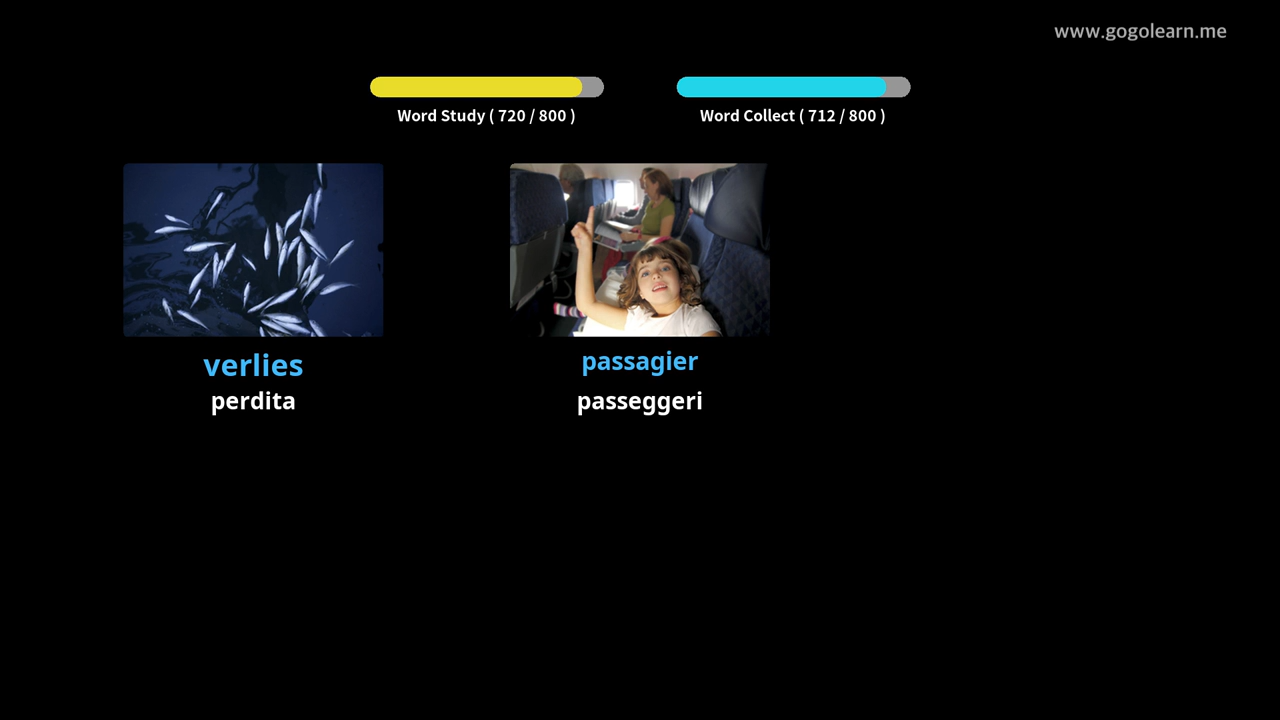 www.gogolearn.me
Word Study ( 720 / 800 )
Word Collect ( 712 / 800 )
verlies
perdita
passagier
passeggeri